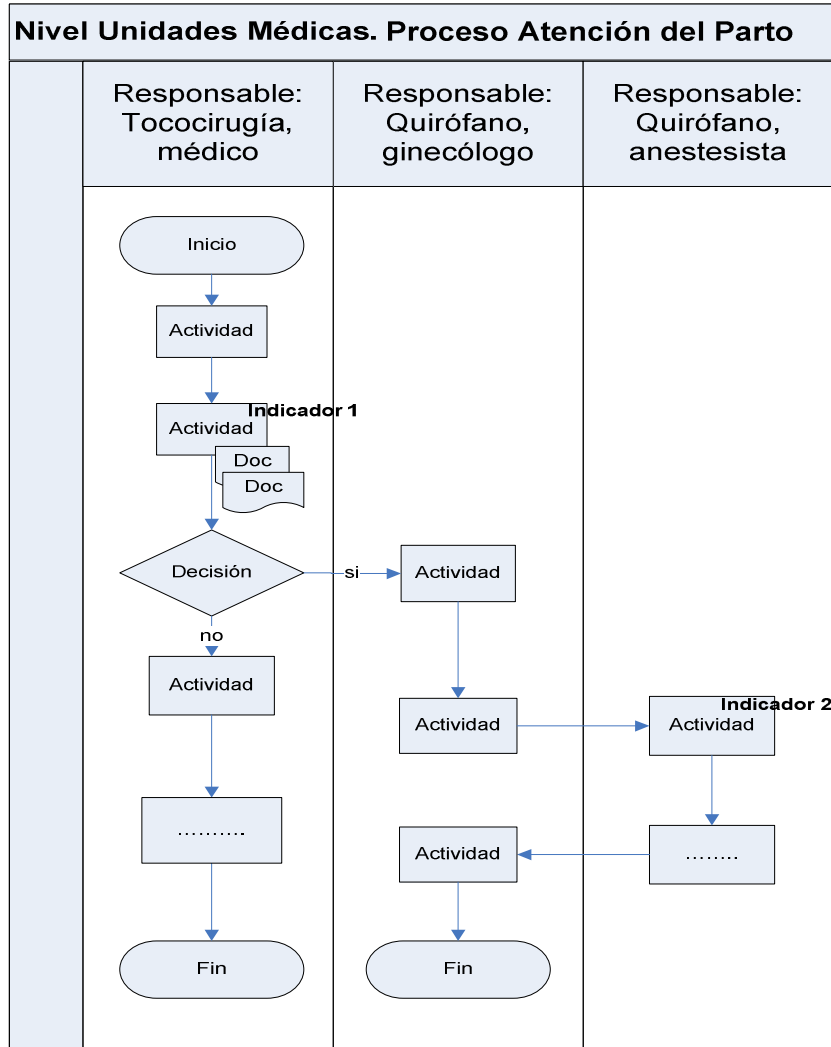 Nivel Unidades Médicas. Proceso Atención del Parto
Responsable:
Tococirugía,
médico
Responsable:
Quirófano,
ginecólogo
Responsable:
Quirófano,
anestesista
Inicio
Actividad
Indicador 1
Actividad
Doc
Doc
Decisión
si
Actividad
no
Actividad
Actividad
Indicador 2
Actividad
..........
Actividad
........
Fin
Fin